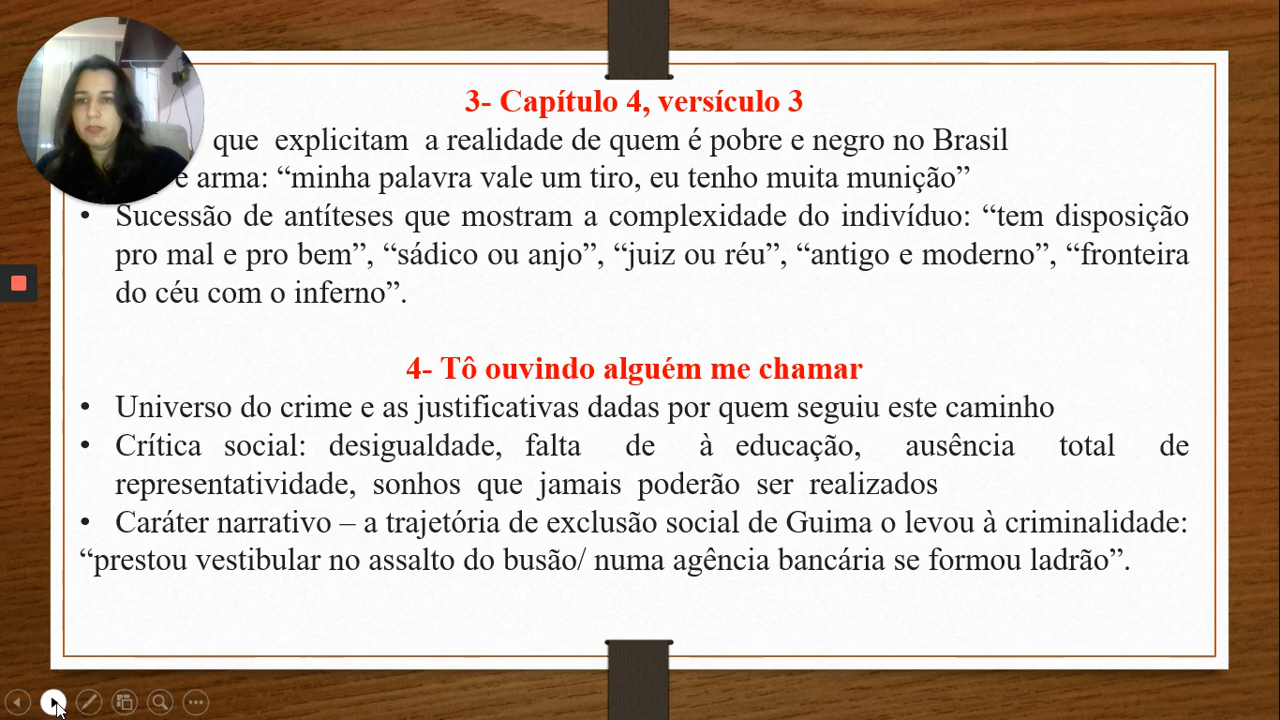 3- Capítulo 4, versículo 3
que explicitam a realidade de quem é pobre e negro no Brasil
e arma: “minha palavra vale um tiro, eu tenho muita munição”
• Sucessão de antíteses que mostram a complexidade do indivíduo: “tem disposição
pro mal e pro bem”, “sádico ou anjo”, “juiz ou réu”, “antigo e moderno”, “fronteira
do céu com o inferno”.
4- Tô ouvindo alguém me chamar
• Universo do crime e as justificativas dadas por quem seguiu este caminho
• Crítica social: desigualdade, falta de à educação, ausência total de
representatividade, sonhos que jamais poderão ser realizados
• Caráter narrativo – a trajetória de exclusão social de Guima o levou à criminalidade:
“prestou vestibular no assalto do busão/ numa agência bancária se formou ladrão”.